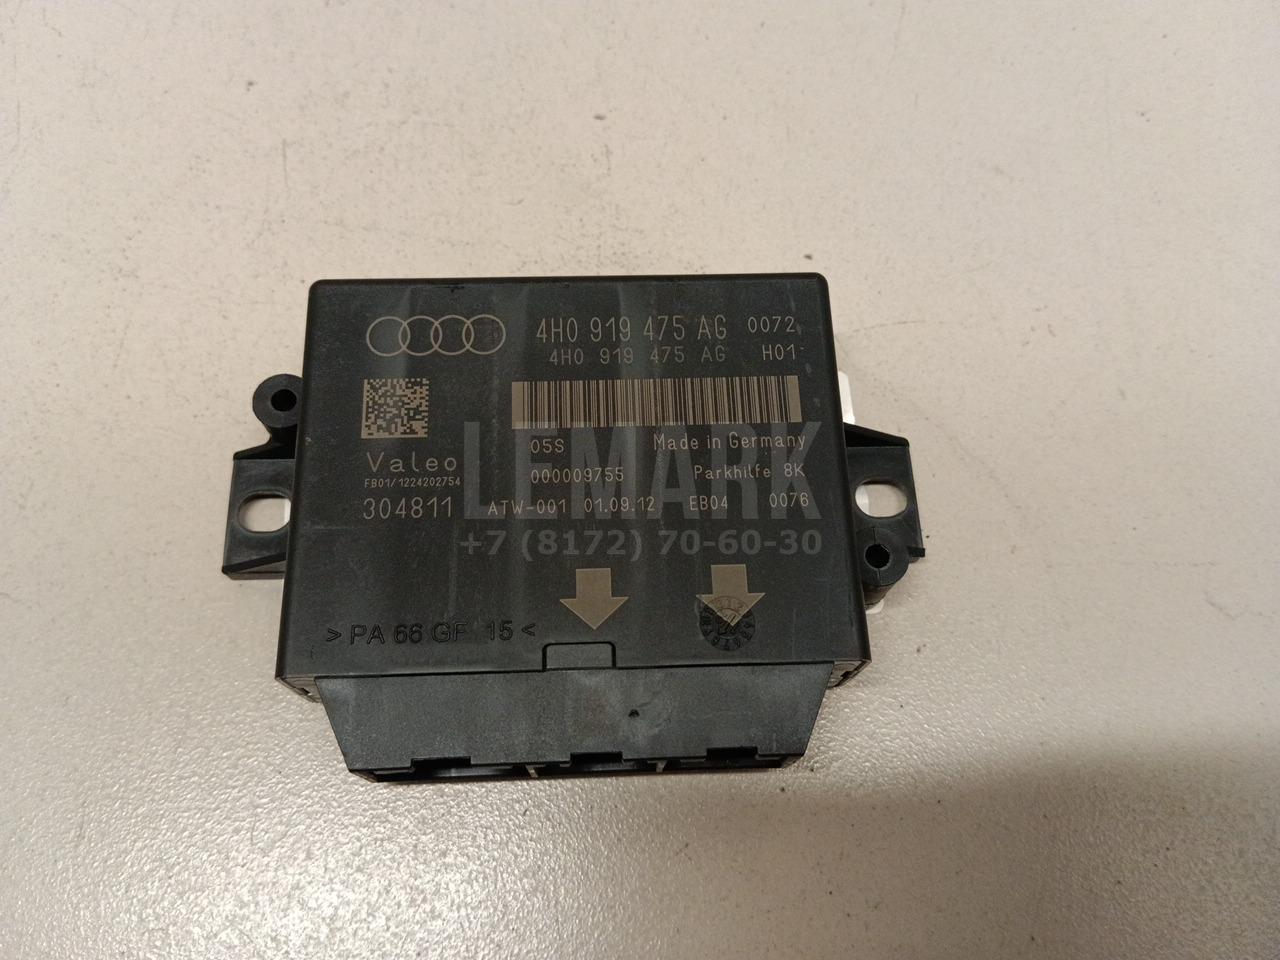 4H0 919 475 AG 0072
4H0 919 475 AG H01
05S Made in Germany
Valeo
000009755 Parkhilfe 8K
FB01/1224202754
304811 ATW-001 01.09.12 EB04 0076
LEMARK
+7 (8172) 70-60-30
>PA 66 GF 15<